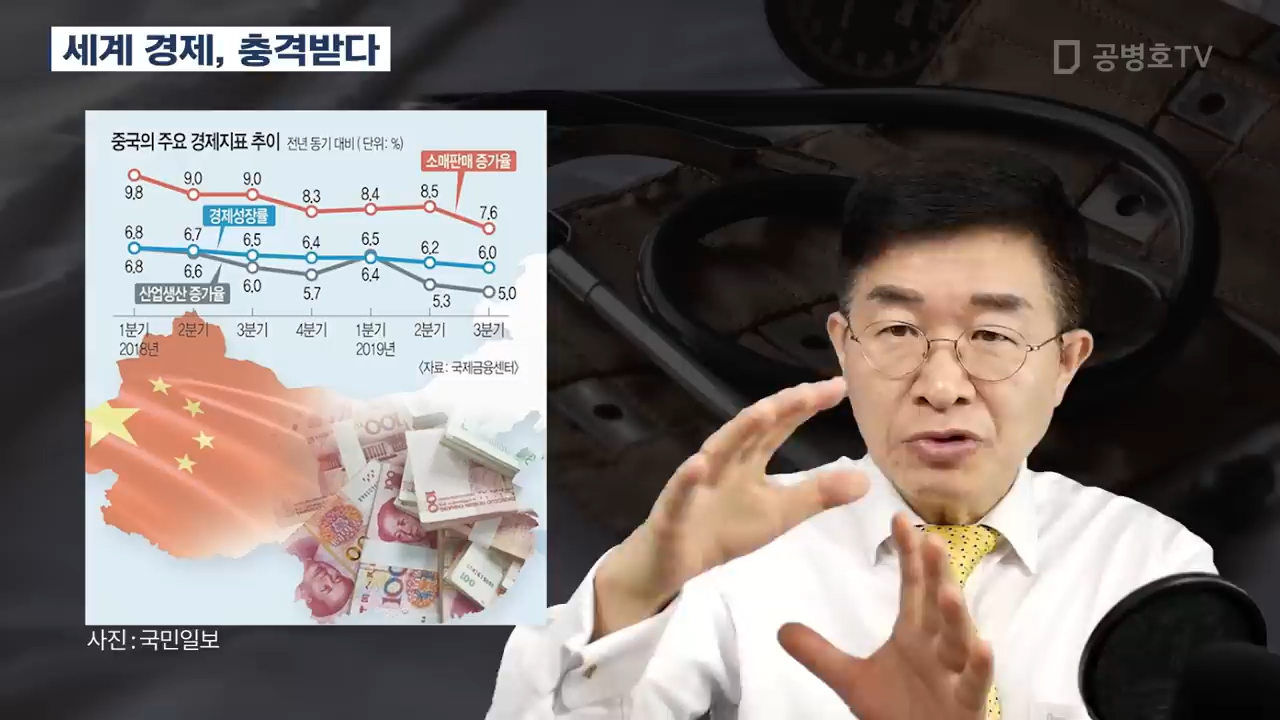 세계 경제, 충격받다
공병호TV
중국의 주요 경제지표 추이 전년 동기 대비 (단위: %)
소매판매 증가율
9.8 9.0 9.0 8.3 8.4 8.5 7.6
경제성장률
6.8 6.7 6.5 6.4 6.5 6.2 6.0
6.8 6.6 6.0 5.7 6.4 5.3 5.0
산업생산 증가율
1분기 2분기 3분기 4분기 1분기 2분기 3분기
2018년 2019년
〈자료: 국제금융센터〉
100
100
100
100
사진 : 국민일보